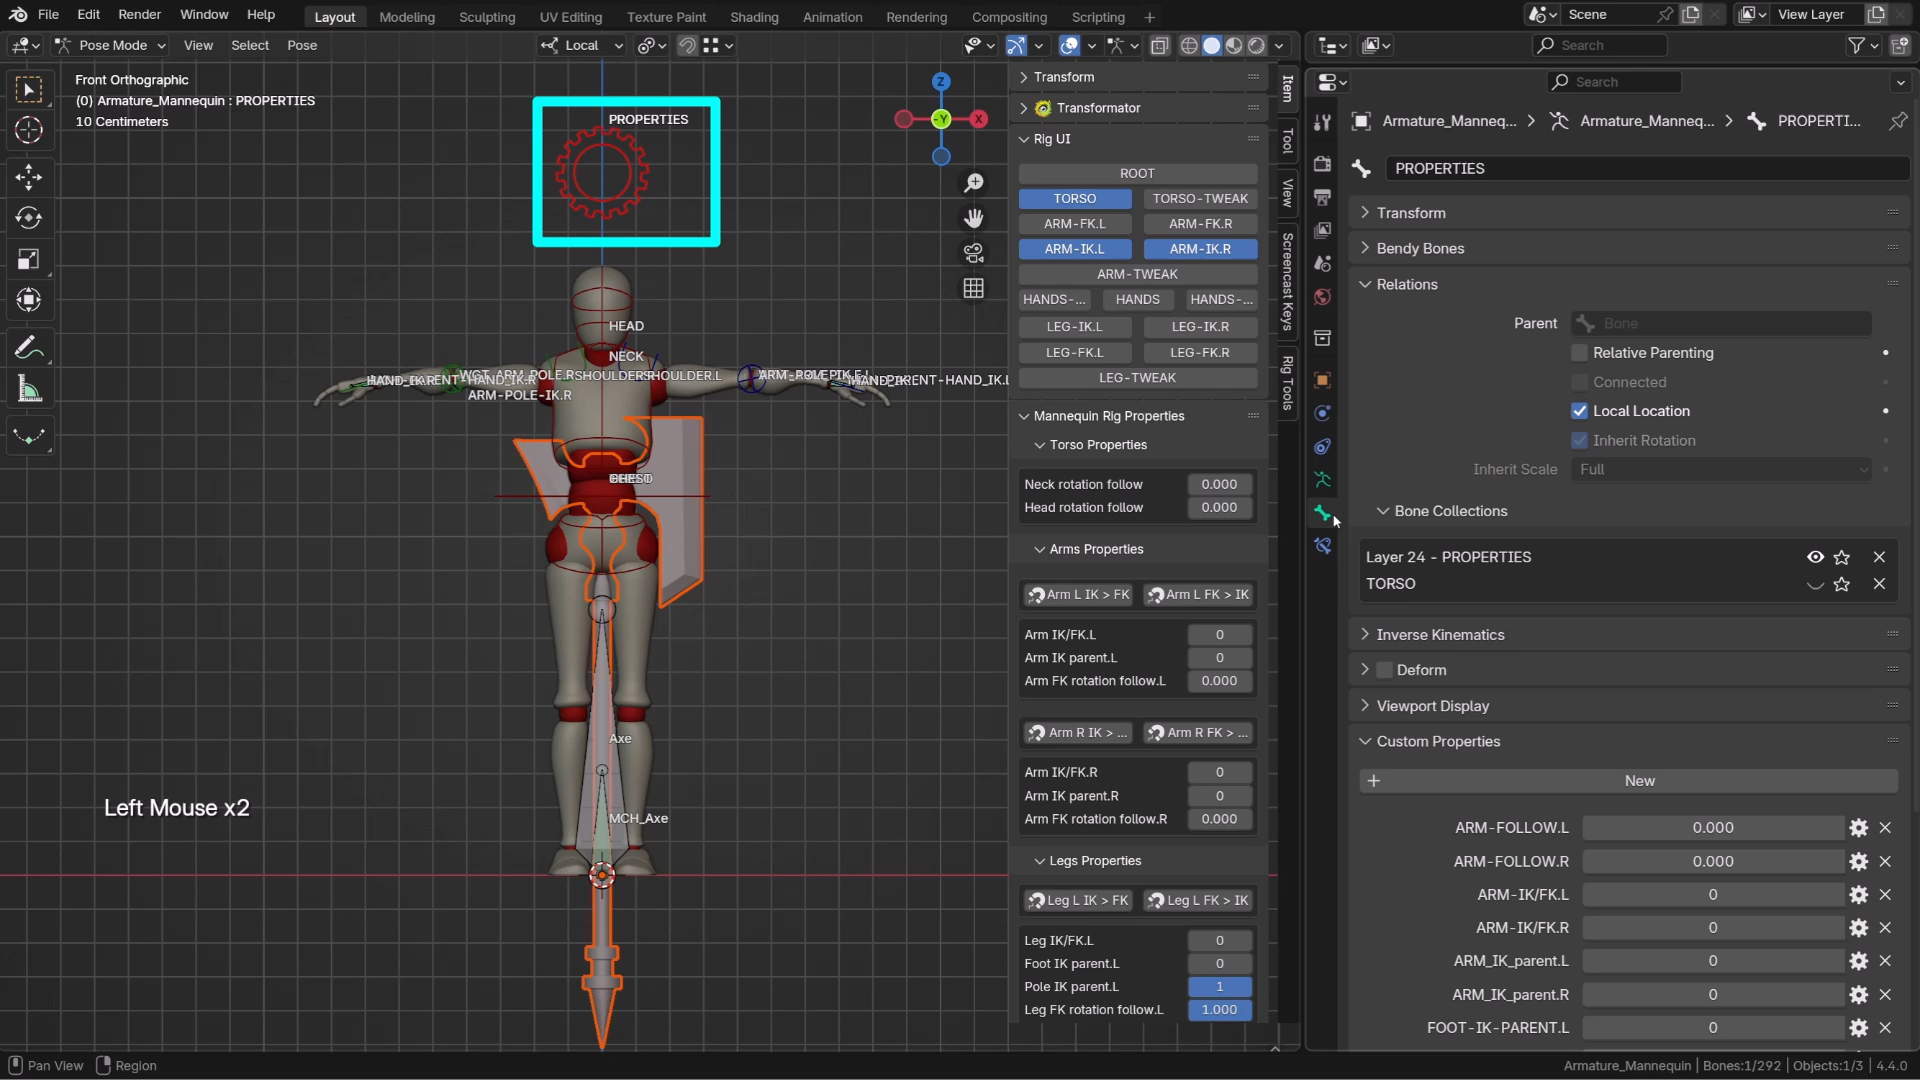 File Edit Render Window Help Layout Modeling Sculpting UV Editing Texture Paint Shading Animation Rendering Compositing Scripting + Scene View Layer
Pose Mode View Select Pose Local Search
Front Orthographic
(0) Armature_Mannequin : PROPERTIES
10 Centimeters
PROPERTIES
Z
-Y
X
HEAD
NECK
SHOULDER.L
ARM-POLE-IK.R
Axe
MCH_Axe
Left Mouse x2
Transform
Transformator
Rig UI
ROOT
TORSO TORSO-TWEAK
ARM-FK.L ARM-FK.R
ARM-IK.L ARM-IK.R
ARM-TWEAK
HANDS-... HANDS HANDS-...
LEG-IK.L LEG-IK.R
LEG-FK.L LEG-FK.R
LEG-TWEAK
Mannequin Rig Properties
Torso Properties
Neck rotation follow 0.000
Head rotation follow 0.000
Arms Properties
Arm L IK > FK Arm L FK > IK
Arm IK/FK.L 0
Arm IK parent.L 0
Arm FK rotation follow.L 0.000
Arm R IK > ... Arm R FK > ...
Arm IK/FK.R 0
Arm IK parent.R 0
Arm FK rotation follow.R 0.000
Legs Properties
Leg L IK > FK Leg L FK > IK
Leg IK/FK.L 0
Foot IK parent.L 0
Pole IK parent.L 1
Leg FK rotation follow.L 1.000
Item
Tool
View
Screencast Keys
Rig Tools
Search
Armature_Manneq... > Armature_Manneq... > PROPERTI...
PROPERTIES
Transform
Bendy Bones
Relations
Parent Bone
Relative Parenting
Connected
Local Location
Inherit Rotation
Inherit Scale Full
Bone Collections
Layer 24 - PROPERTIES
TORSO
Inverse Kinematics
Deform
Viewport Display
Custom Properties
+ New
ARM-FOLLOW.L 0.000
ARM-FOLLOW.R 0.000
ARM-IK/FK.L 0
ARM-IK/FK.R 0
ARM_IK_parent.L 0
ARM_IK_parent.R 0
FOOT-IK-PARENT.L 0
Pan View Region Armature_Mannequin | Bones:1/292 | Objects:1/3 | 4.4.0